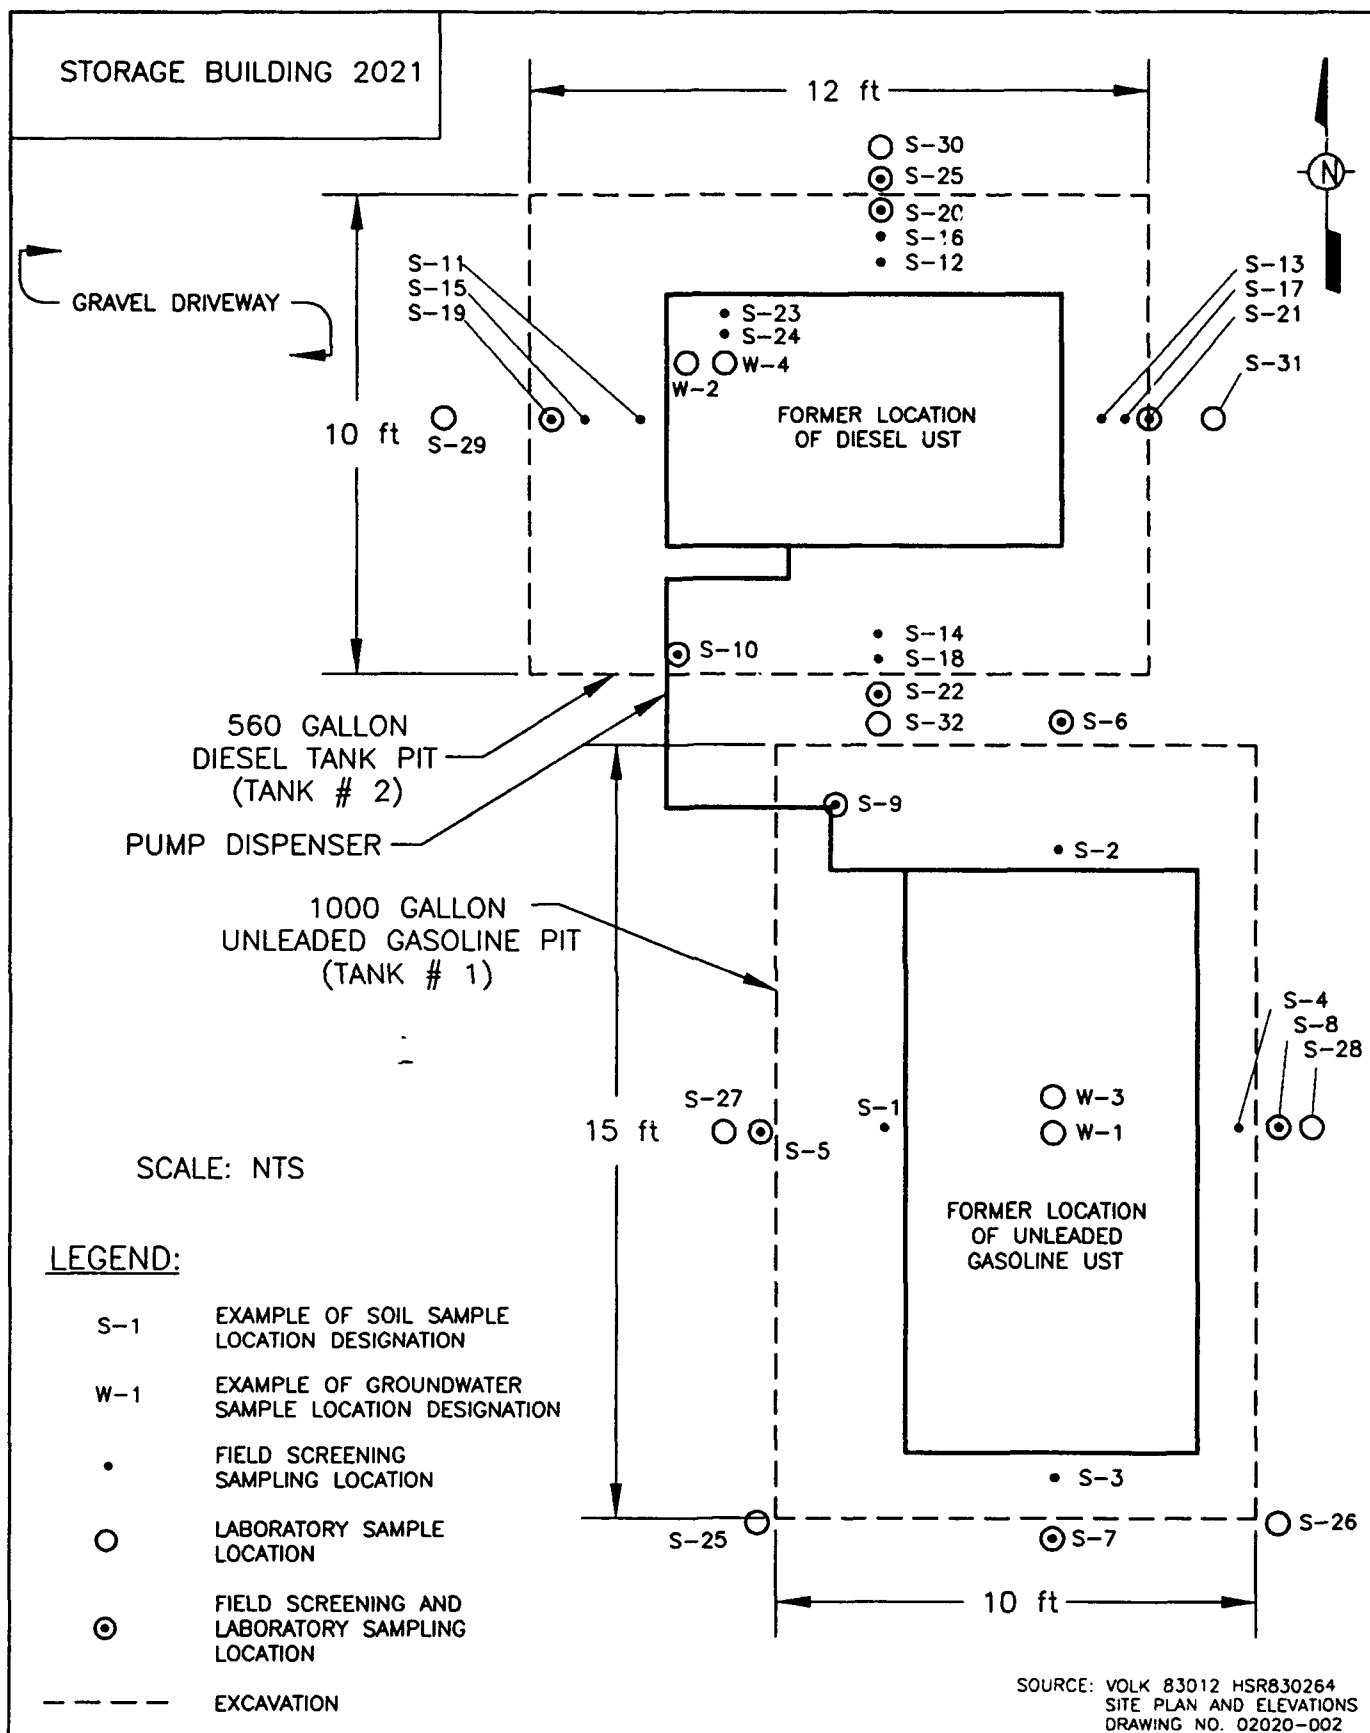 STORAGE BUILDING 2021
12 ft
S-30
S-25
S-20
S-16
S-12
N
S-11
S-15
S-19
S-13
S-17
S-21
S-31
GRAVEL DRIVEWAY
S-23
S-24
W-4
W-2
FORMER LOCATION
OF DIESEL UST
10 ft
S-29
S-14
S-18
S-10
S-22
S-32
S-6
560 GALLON
DIESEL TANK PIT
(TANK # 2)
PUMP DISPENSER
S-9
S-2
1000 GALLON
UNLEADED GASOLINE PIT
(TANK # 1)
S-4
S-8
S-28
S-27
S-1
W-3
W-1
15 ft
S-5
SCALE: NTS
FORMER LOCATION
OF UNLEADED
GASOLINE UST
LEGEND:
S-1 EXAMPLE OF SOIL SAMPLE
LOCATION DESIGNATION
W-1 EXAMPLE OF GROUNDWATER
SAMPLE LOCATION DESIGNATION
FIELD SCREENING
SAMPLING LOCATION
LABORATORY SAMPLE
LOCATION
FIELD SCREENING AND
LABORATORY SAMPLING
LOCATION
EXCAVATION
S-3
S-25
S-7
S-26
10 ft
SOURCE: VOLK 83012 HSR830264
SITE PLAN AND ELEVATIONS
DRAWING NO. 02020-002